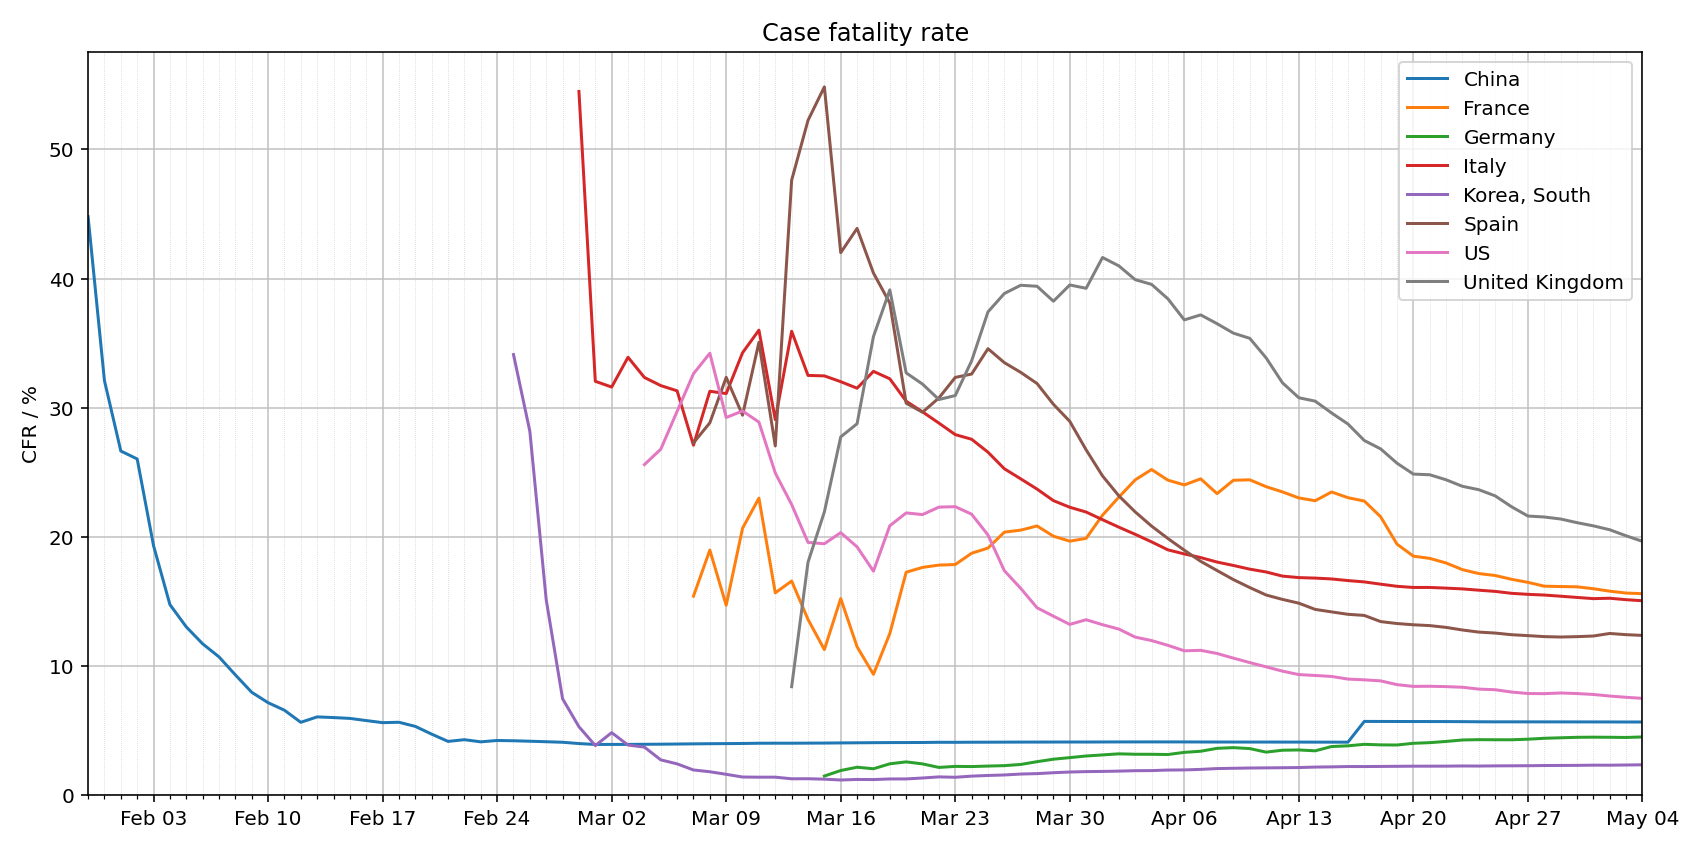 Case fatality rate
CFR / %
50
40
30
20
10
0
China
France
Germany
Italy
Korea, South
Spain
US
United Kingdom
Feb 03 Feb 10 Feb 17 Feb 24 Mar 02 Mar 09 Mar 16 Mar 23 Mar 30 Apr 06 Apr 13 Apr 20 Apr 27 May 04